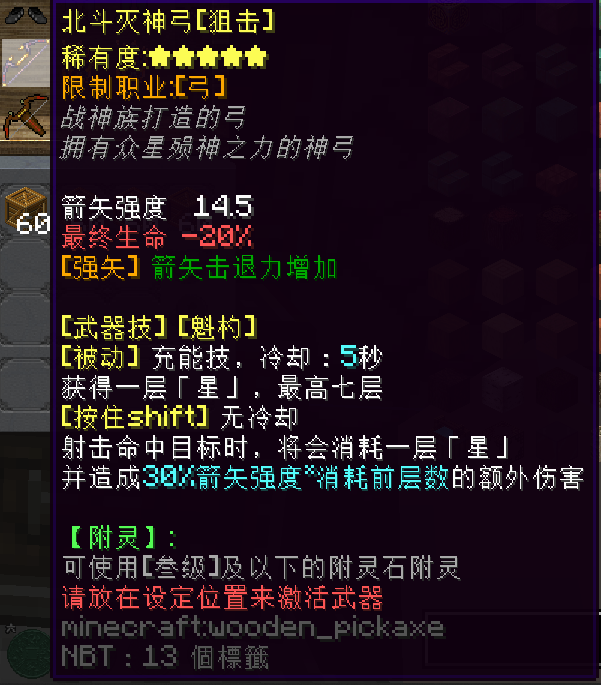 北斗灭神弓[狙击]
稀有度:★★★★★
限制职业:[弓]
战神族打造的弓
拥有众星殒神之力的神弓
箭矢强度 14.5
最终生命 -20%
[强矢] 箭矢击退力增加
[武器技] [魁杓]
[被动] 充能技，冷却：5秒
获得一层「星」，最高七层
[按住shift] 无冷却
射击命中目标时，将会消耗一层「星」
并造成30%箭矢强度*消耗前层数的额外伤害
【附灵】:
可使用[叁级]及以下的附灵石附灵
请放在设定位置来激活武器
minecraft:wooden_pickaxe
NBT：13 個標籤
60